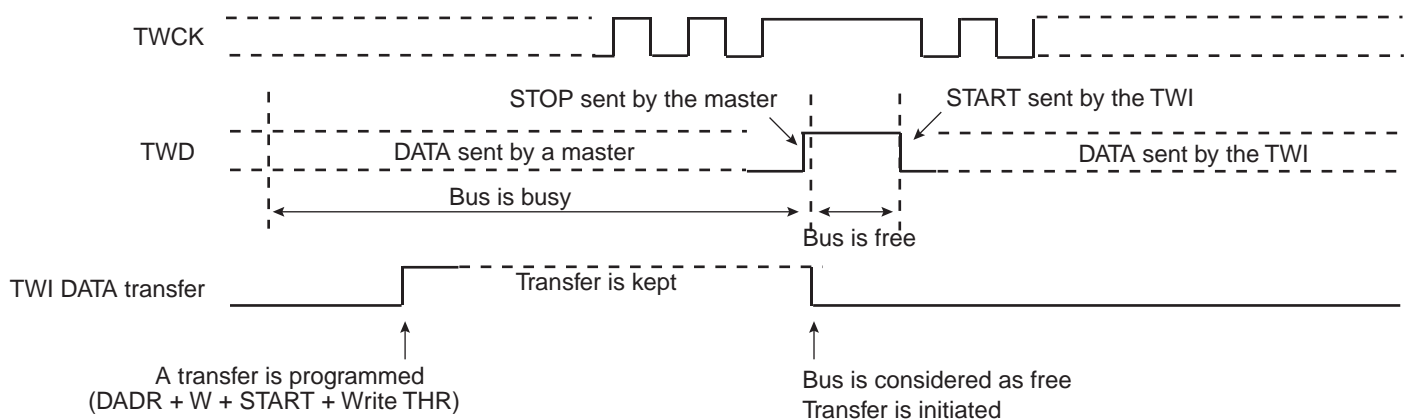 TWCK
STOP sent by the master
START sent by the TWI
TWD
DATA sent by a master
DATA sent by the TWI
Bus is busy
Bus is free
TWI DATA transfer
Transfer is kept
A transfer is programmed
(DADR + W + START + Write THR)
Bus is considered as free
Transfer is initiated